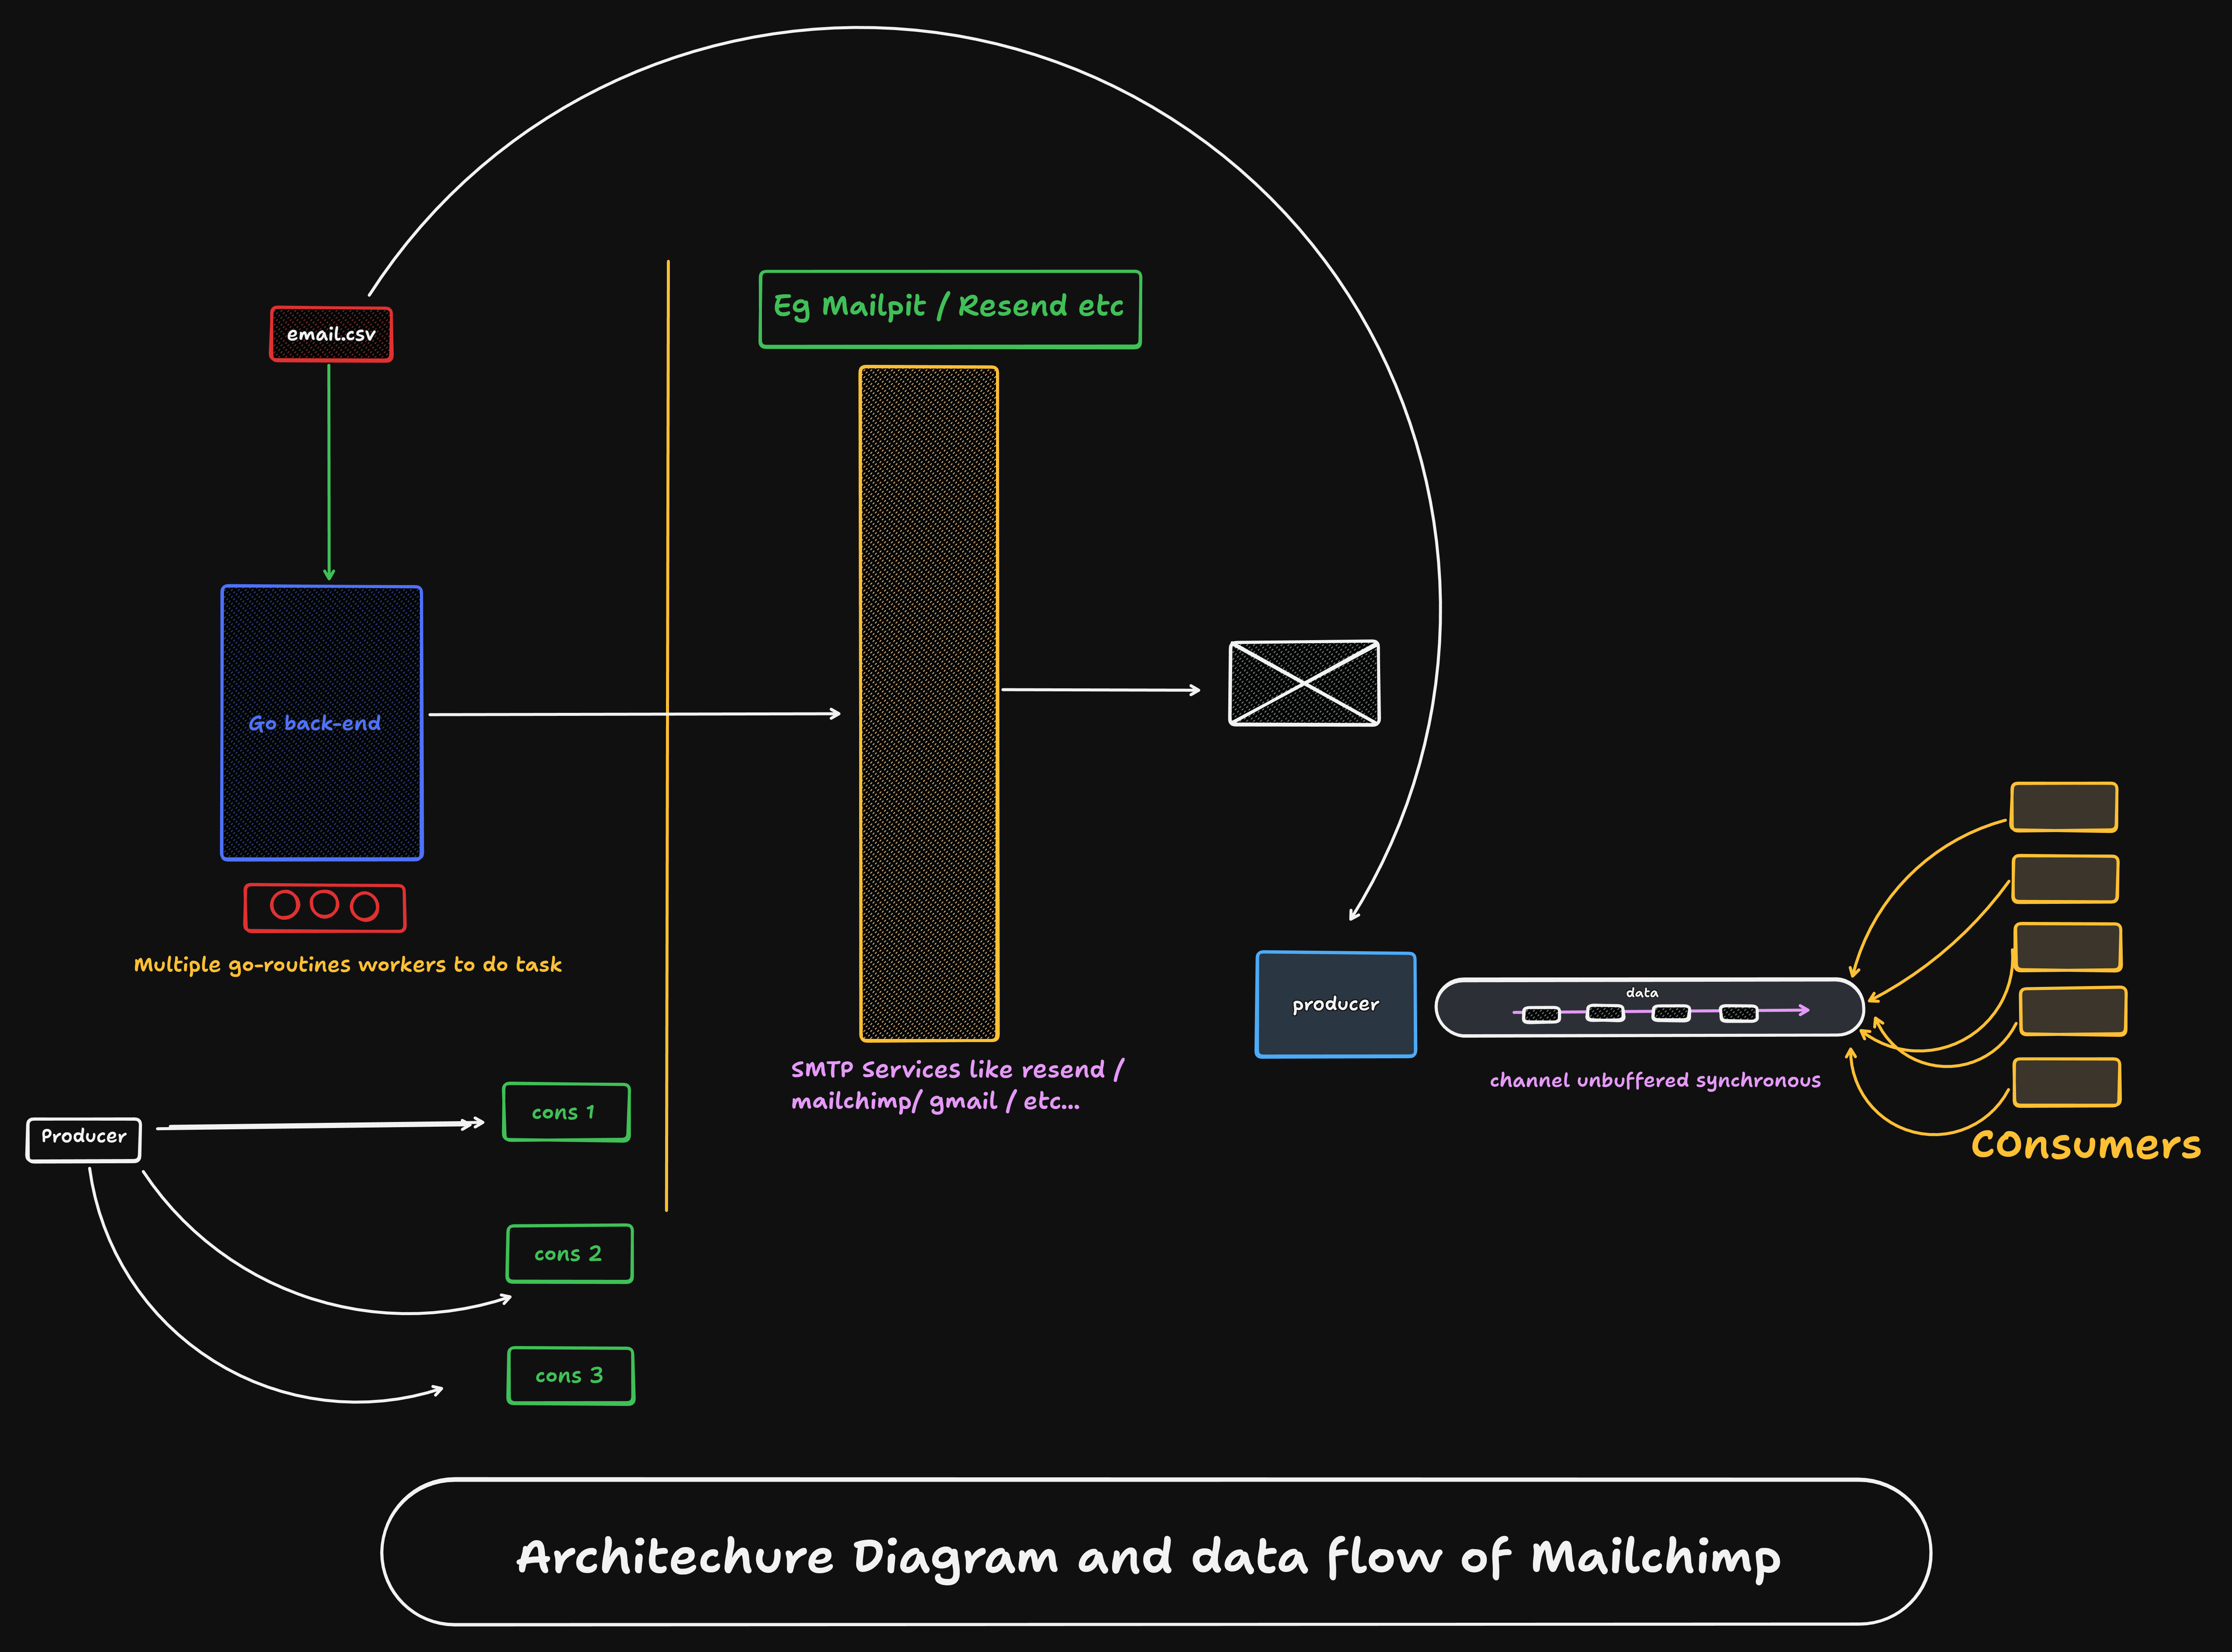 Eg Mailpit / Resend etc
email.csv
Go back-end
Multiple go-routines workers to do task
SMTP Services like resend /
mailchimp/ gmail / etc...
producer
data
channel unbuffered synchronous
COnsumers
Producer
cons 1
cons 2
cons 3
Architechure Diagram and data flow of Mailchimp